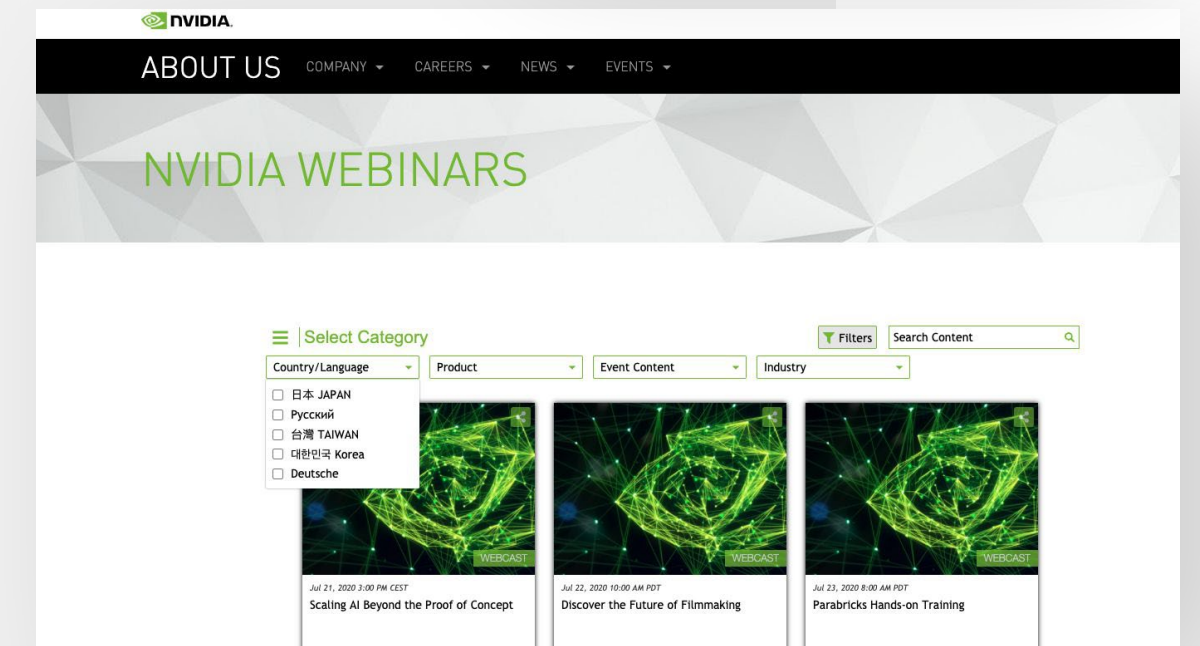 NVIDIA.
ABOUT US COMPANY CAREERS NEWS EVENTS
NVIDIA WEBINARS
Select Category
Filters
Search Content
Country/Language
Product
Event Content
Industry
日本 JAPAN
Русский
台灣 TAIWAN
대한민국 Korea
Deutsche
WEBCAST
WEBCAST
WEBCAST
Jul 21, 2020 3:00 PM CEST
Scaling AI Beyond the Proof of Concept
Jul 22, 2020 10:00 AM PDT
Discover the Future of Filmmaking
Jul 23, 2020 8:00 AM PDT
Parabricks Hands-on Training